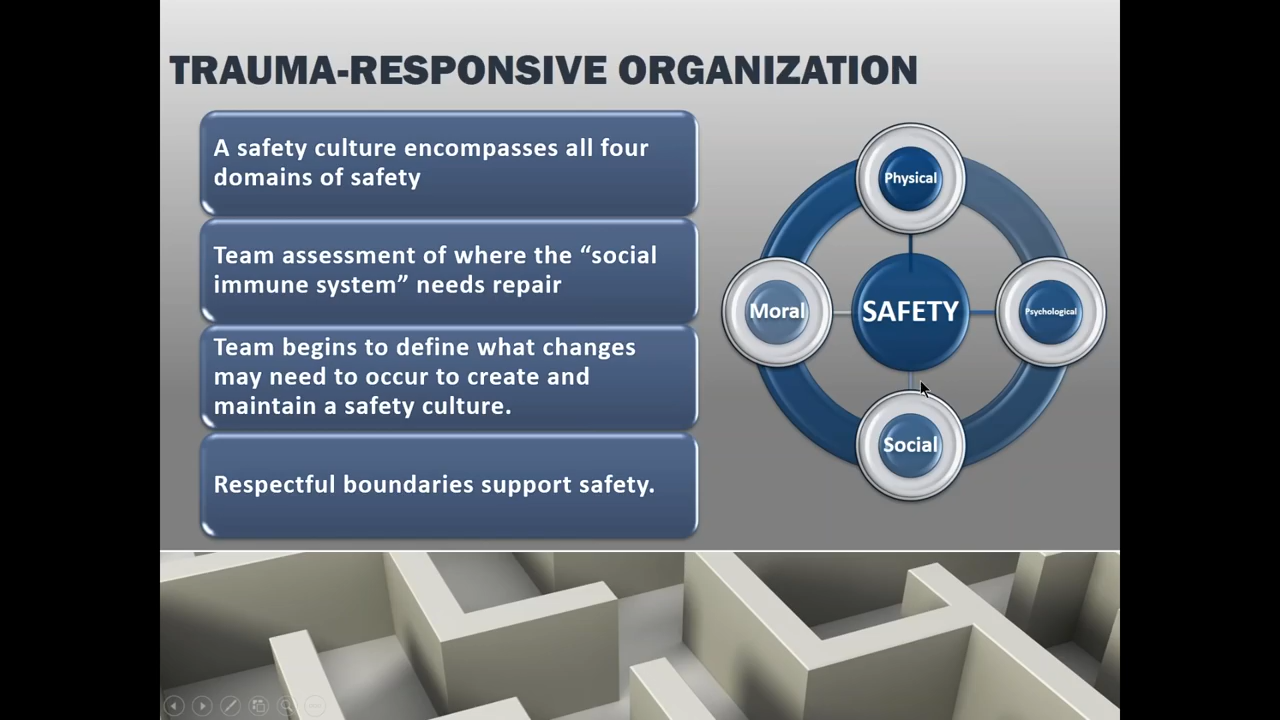 TRAUMA-RESPONSIVE ORGANIZATION
A safety culture encompasses all four
domains of safety
Team assessment of where the “social
immune system” needs repair
Team begins to define what changes
may need to occur to create and
maintain a safety culture.
Respectful boundaries support safety.
Physical
Moral
SAFETY
Psychological
Social